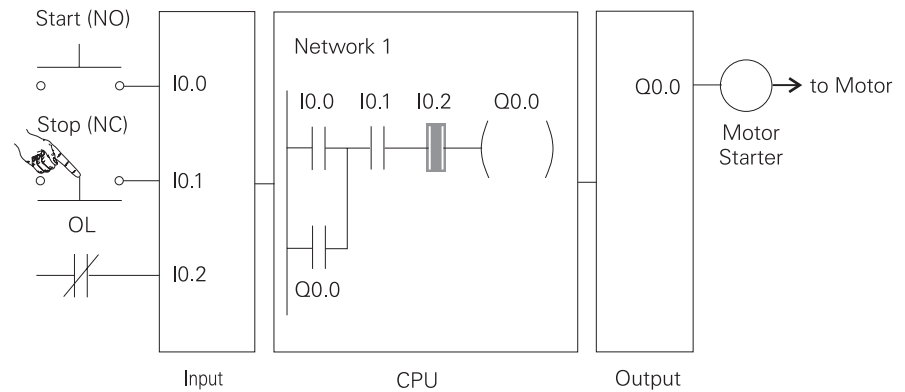 Start (NO)
I0.0
Stop (NC)
I0.1
OL
I0.2
Input
Network 1
I0.0 I0.1 I0.2 Q0.0
Q0.0
CPU
Q0.0
to Motor
Motor
Starter
Output